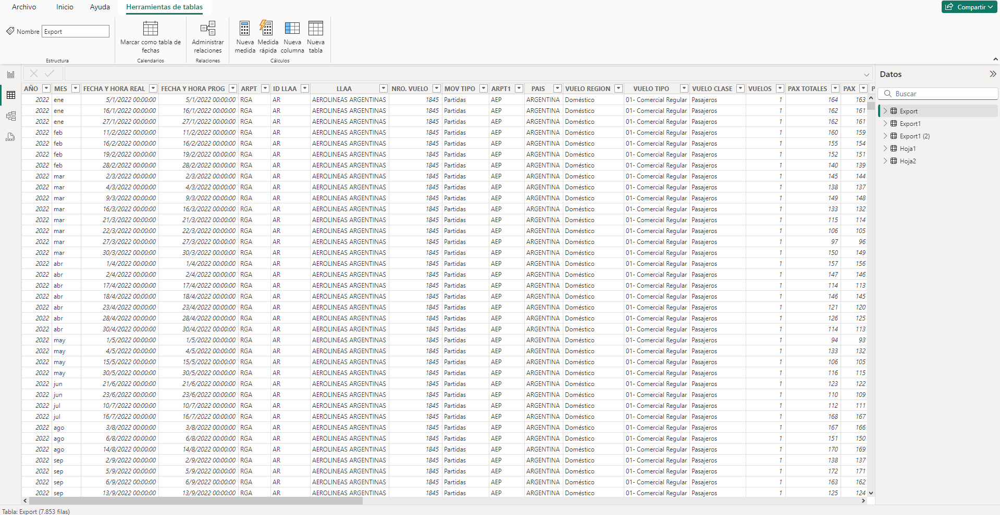 Archivo Inicio Ayuda Herramientas de tablas Compartir
Nombre Export
Marcar como tabla de fechas
Administrar relaciones
Nueva medida
Medida rápida
Nueva columna
Nueva tabla
Estructura Calendarios Relaciones Cálculos
AÑO MES FECHA Y HORA REAL FECHA Y HORA PROG ARPT ID LLAA LLAA NRO. VUELO MOV TIPO ARPT1 PAIS VUELO REGION VUELO TIPO VUELO CLASE VUELOS PAX TOTALES PAX P
2022 ene 5/1/2022 00:00:00 5/1/2022 00:00:00 RGA AR AEROLINEAS ARGENTINAS 1845 Partidas AEP ARGENTINA Doméstico 01- Comercial Regular Pasajeros 1 164 163
2022 ene 16/1/2022 00:00:00 16/1/2022 00:00:00 RGA AR AEROLINEAS ARGENTINAS 1845 Partidas AEP ARGENTINA Doméstico 01- Comercial Regular Pasajeros 1 162 161
2022 ene 27/1/2022 00:00:00 27/1/2022 00:00:00 RGA AR AEROLINEAS ARGENTINAS 1845 Partidas AEP ARGENTINA Doméstico 01- Comercial Regular Pasajeros 1 162 161
2022 feb 11/2/2022 00:00:00 11/2/2022 00:00:00 RGA AR AEROLINEAS ARGENTINAS 1845 Partidas AEP ARGENTINA Doméstico 01- Comercial Regular Pasajeros 1 160 159
2022 feb 16/2/2022 00:00:00 16/2/2022 00:00:00 RGA AR AEROLINEAS ARGENTINAS 1845 Partidas AEP ARGENTINA Doméstico 01- Comercial Regular Pasajeros 1 155 154
2022 feb 19/2/2022 00:00:00 19/2/2022 00:00:00 RGA AR AEROLINEAS ARGENTINAS 1845 Partidas AEP ARGENTINA Doméstico 01- Comercial Regular Pasajeros 1 152 151
2022 feb 28/2/2022 00:00:00 28/2/2022 00:00:00 RGA AR AEROLINEAS ARGENTINAS 1845 Partidas AEP ARGENTINA Doméstico 01- Comercial Regular Pasajeros 1 140 139
2022 mar 2/3/2022 00:00:00 2/3/2022 00:00:00 RGA AR AEROLINEAS ARGENTINAS 1845 Partidas AEP ARGENTINA Doméstico 01- Comercial Regular Pasajeros 1 145 144
2022 mar 4/3/2022 00:00:00 4/3/2022 00:00:00 RGA AR AEROLINEAS ARGENTINAS 1845 Partidas AEP ARGENTINA Doméstico 01- Comercial Regular Pasajeros 1 138 137
2022 mar 9/3/2022 00:00:00 9/3/2022 00:00:00 RGA AR AEROLINEAS ARGENTINAS 1845 Partidas AEP ARGENTINA Doméstico 01- Comercial Regular Pasajeros 1 149 148
2022 mar 16/3/2022 00:00:00 16/3/2022 00:00:00 RGA AR AEROLINEAS ARGENTINAS 1845 Partidas AEP ARGENTINA Doméstico 01- Comercial Regular Pasajeros 1 133 132
2022 mar 21/3/2022 00:00:00 21/3/2022 00:00:00 RGA AR AEROLINEAS ARGENTINAS 1845 Partidas AEP ARGENTINA Doméstico 01- Comercial Regular Pasajeros 1 115 114
2022 mar 22/3/2022 00:00:00 22/3/2022 00:00:00 RGA AR AEROLINEAS ARGENTINAS 1845 Partidas AEP ARGENTINA Doméstico 01- Comercial Regular Pasajeros 1 106 105
2022 mar 27/3/2022 00:00:00 27/3/2022 00:00:00 RGA AR AEROLINEAS ARGENTINAS 1845 Partidas AEP ARGENTINA Doméstico 01- Comercial Regular Pasajeros 1 97 96
2022 mar 30/3/2022 00:00:00 30/3/2022 00:00:00 RGA AR AEROLINEAS ARGENTINAS 1845 Partidas AEP ARGENTINA Doméstico 01- Comercial Regular Pasajeros 1 150 149
2022 abr 1/4/2022 00:00:00 1/4/2022 00:00:00 RGA AR AEROLINEAS ARGENTINAS 1845 Partidas AEP ARGENTINA Doméstico 01- Comercial Regular Pasajeros 1 157 156
2022 abr 2/4/2022 00:00:00 2/4/2022 00:00:00 RGA AR AEROLINEAS ARGENTINAS 1845 Partidas AEP ARGENTINA Doméstico 01- Comercial Regular Pasajeros 1 147 146
2022 abr 17/4/2022 00:00:00 17/4/2022 00:00:00 RGA AR AEROLINEAS ARGENTINAS 1845 Partidas AEP ARGENTINA Doméstico 01- Comercial Regular Pasajeros 1 114 113
2022 abr 18/4/2022 00:00:00 18/4/2022 00:00:00 RGA AR AEROLINEAS ARGENTINAS 1845 Partidas AEP ARGENTINA Doméstico 01- Comercial Regular Pasajeros 1 146 145
2022 abr 23/4/2022 00:00:00 23/4/2022 00:00:00 RGA AR AEROLINEAS ARGENTINAS 1845 Partidas AEP ARGENTINA Doméstico 01- Comercial Regular Pasajeros 1 121 120
2022 abr 28/4/2022 00:00:00 28/4/2022 00:00:00 RGA AR AEROLINEAS ARGENTINAS 1845 Partidas AEP ARGENTINA Doméstico 01- Comercial Regular Pasajeros 1 126 125
2022 abr 30/4/2022 00:00:00 30/4/2022 00:00:00 RGA AR AEROLINEAS ARGENTINAS 1845 Partidas AEP ARGENTINA Doméstico 01- Comercial Regular Pasajeros 1 114 113
2022 may 1/5/2022 00:00:00 1/5/2022 00:00:00 RGA AR AEROLINEAS ARGENTINAS 1845 Partidas AEP ARGENTINA Doméstico 01- Comercial Regular Pasajeros 1 94 93
2022 may 4/5/2022 00:00:00 4/5/2022 00:00:00 RGA AR AEROLINEAS ARGENTINAS 1845 Partidas AEP ARGENTINA Doméstico 01- Comercial Regular Pasajeros 1 133 132
2022 may 15/5/2022 00:00:00 15/5/2022 00:00:00 RGA AR AEROLINEAS ARGENTINAS 1845 Partidas AEP ARGENTINA Doméstico 01- Comercial Regular Pasajeros 1 106 105
2022 may 30/5/2022 00:00:00 30/5/2022 00:00:00 RGA AR AEROLINEAS ARGENTINAS 1845 Partidas AEP ARGENTINA Doméstico 01- Comercial Regular Pasajeros 1 116 115
2022 jun 21/6/2022 00:00:00 21/6/2022 00:00:00 RGA AR AEROLINEAS ARGENTINAS 1845 Partidas AEP ARGENTINA Doméstico 01- Comercial Regular Pasajeros 1 123 122
2022 jun 23/6/2022 00:00:00 23/6/2022 00:00:00 RGA AR AEROLINEAS ARGENTINAS 1845 Partidas AEP ARGENTINA Doméstico 01- Comercial Regular Pasajeros 1 110 109
2022 jul 10/7/2022 00:00:00 10/7/2022 00:00:00 RGA AR AEROLINEAS ARGENTINAS 1845 Partidas AEP ARGENTINA Doméstico 01- Comercial Regular Pasajeros 1 112 111
2022 jul 16/7/2022 00:00:00 16/7/2022 00:00:00 RGA AR AEROLINEAS ARGENTINAS 1845 Partidas AEP ARGENTINA Doméstico 01- Comercial Regular Pasajeros 1 168 167
2022 ago 3/8/2022 00:00:00 3/8/2022 00:00:00 RGA AR AEROLINEAS ARGENTINAS 1845 Partidas AEP ARGENTINA Doméstico 01- Comercial Regular Pasajeros 1 167 166
2022 ago 6/8/2022 00:00:00 6/8/2022 00:00:00 RGA AR AEROLINEAS ARGENTINAS 1845 Partidas AEP ARGENTINA Doméstico 01- Comercial Regular Pasajeros 1 151 150
2022 ago 14/8/2022 00:00:00 14/8/2022 00:00:00 RGA AR AEROLINEAS ARGENTINAS 1845 Partidas AEP ARGENTINA Doméstico 01- Comercial Regular Pasajeros 1 170 169
2022 sep 2/9/2022 00:00:00 2/9/2022 00:00:00 RGA AR AEROLINEAS ARGENTINAS 1845 Partidas AEP ARGENTINA Doméstico 01- Comercial Regular Pasajeros 1 138 137
2022 sep 5/9/2022 00:00:00 5/9/2022 00:00:00 RGA AR AEROLINEAS ARGENTINAS 1845 Partidas AEP ARGENTINA Doméstico 01- Comercial Regular Pasajeros 1 172 171
2022 sep 6/9/2022 00:00:00 6/9/2022 00:00:00 RGA AR AEROLINEAS ARGENTINAS 1845 Partidas AEP ARGENTINA Doméstico 01- Comercial Regular Pasajeros 1 163 162
2022 sep 13/9/2022 00:00:00 13/9/2022 00:00:00 RGA AR AEROLINEAS ARGENTINAS 1845 Partidas AEP ARGENTINA Doméstico 01- Comercial Regular Pasajeros 1 125 124
Datos
Buscar
Export
Export1
Export1 (2)
Hoja1
Hoja2
DAX
Tabla: Export (7.853 filas)